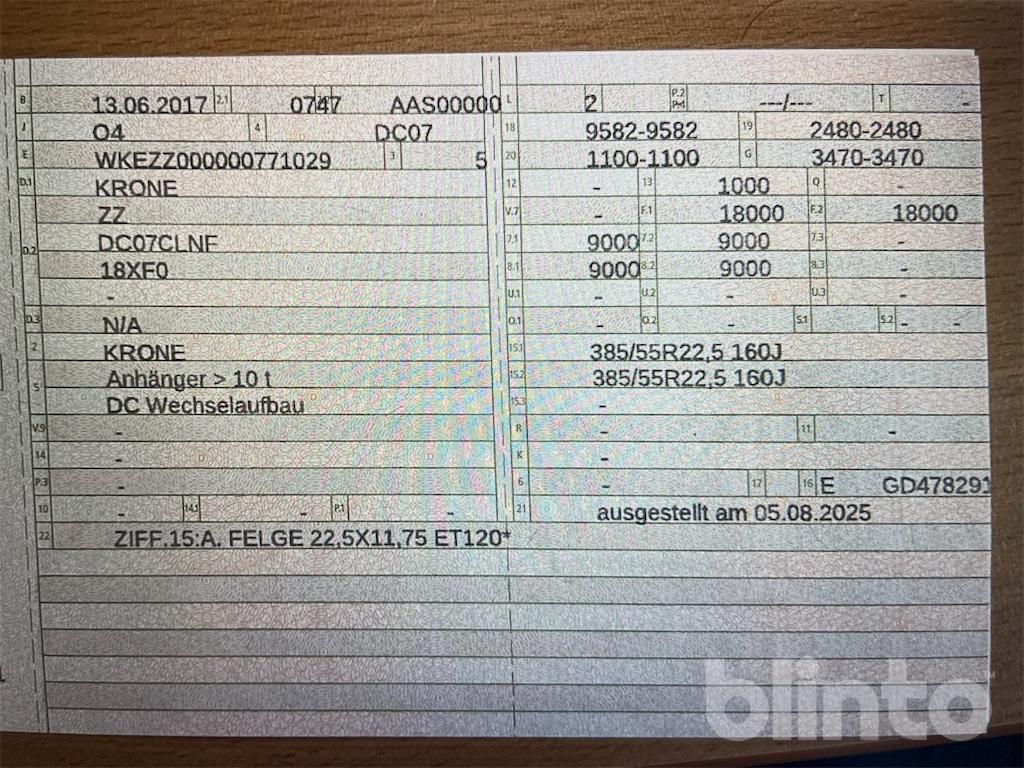 B 13.06.2017 2.1 0747 AAS00000 L 2 P.2 P.4 ---/--- T -
J O4 4 DC07 18 9582-9582 19 2480-2480
E WKEZZ000000771029 3 5 20 1100-1100 G 3470-3470
D.1 KRONE 12 - 13 1000 Q -
ZZ V.7 - F.1 18000 F.2 18000
D.2 DC07CLNF 7.1 9000 7.2 9000 7.3 -
18XF0 8.1 9000 8.2 9000 8.3 -
- U.1 - U.2 - U.3 -
D.3 N/A O.1 - O.2 - S.1 S.2 - -
2 KRONE 15.1 385/55R22,5 160J
5 Anhänger > 10 t 15.2 385/55R22,5 160J
DC Wechselaufbau 15.3 -
V.9 - R - 11 -
14 - K -
P.3 - 6 - 17 16 E GD478291
10 - 14.1 - P.1 - 21 ausgestellt am 05.08.2025
22 ZIFF.15:A. FELGE 22,5X11,75 ET120*
blinto